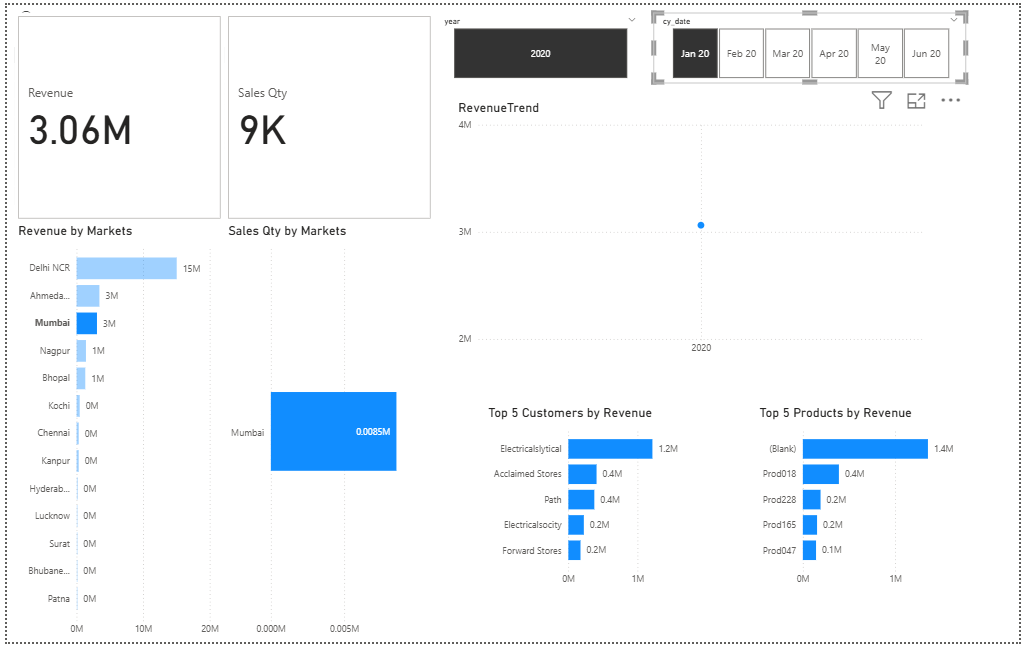 year
cy_date
Revenue
3.06M
Sales Qty
9K
2020
Jan 20
Feb 20
Mar 20
Apr 20
May
20
Jun 20
RevenueTrend
4M
3M
2M
2020
Revenue by Markets
Delhi NCR
15M
Ahmeda...
3M
Mumbai
3M
Nagpur
1M
Bhopal
1M
Kochi
0M
Chennai
0M
Kanpur
0M
Hyderab...
0M
Lucknow
0M
Surat
0M
Bhubane...
0M
Patna
0M
0M
10M
20M
Sales Qty by Markets
Mumbai
0.0085M
0.000M
0.005M
Top 5 Customers by Revenue
Electricalslytical
1.2M
Acclaimed Stores
0.4M
Path
0.4M
Electricalsocity
0.2M
Forward Stores
0.2M
0M
1M
Top 5 Products by Revenue
(Blank)
1.4M
Prod018
0.4M
Prod228
0.2M
Prod165
0.2M
Prod047
0.1M
0M
1M